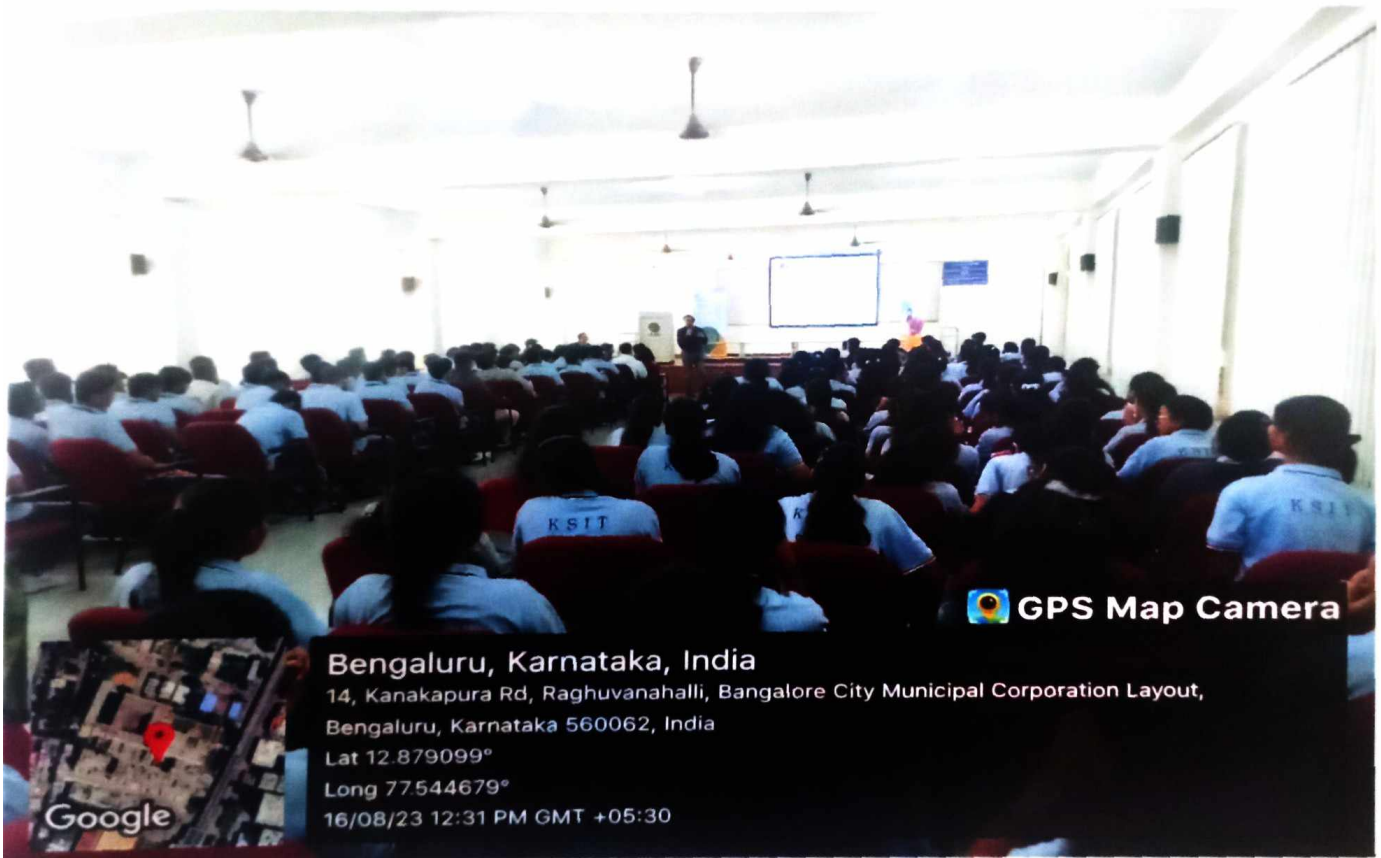 KSIT
K
KSIT
GPS Map Camera
Bengaluru, Karnataka, India
14, Kanakapura Rd, Raghuvanahalli, Bangalore City Municipal Corporation Layout,
Bengaluru, Karnataka 560062, India
Lat 12.879099°
Long 77.544679°
16/08/23 12:31 PM GMT +05:30
Google